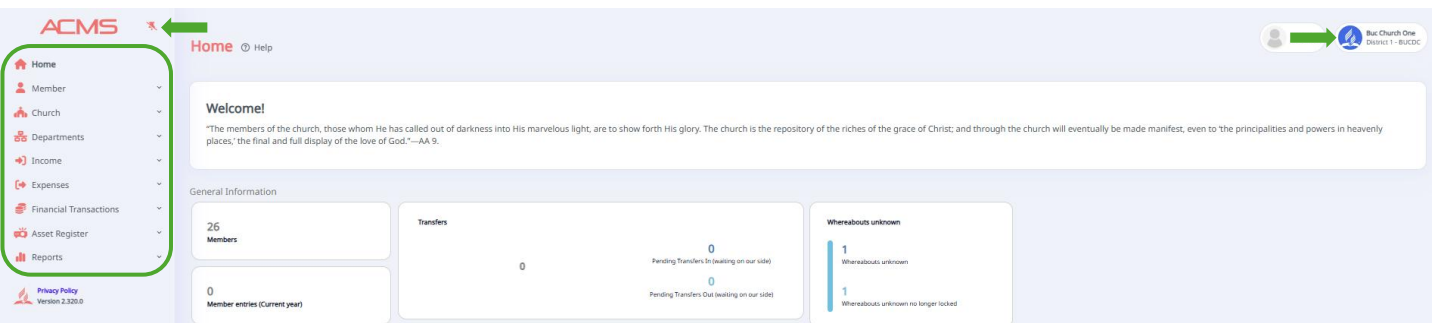 ACMS
Home
Member
Church
Departments
Income
Expenses
Financial Transactions
Asset Register
Reports
Privacy Policy
Version 2.320.0
Home Help
Buc Church One
District 1 - BUCDC
Welcome!
"The members of the church, those whom He has called out of darkness into His marvelous light, are to show forth His glory. The church is the repository of the riches of the grace of Christ; and through the church will eventually be made manifest, even to 'the principalities and powers in heavenly
places,' the final and full display of the love of God."—AA 9.
General Information
26
Members
0
Member entries (Current year)
Transfers
0
0
Pending Transfers In (waiting on our side)
0
Pending Transfers Out (waiting on our side)
Whereabouts unknown
1
Whereabouts unknown
1
Whereabouts unknown no longer locked